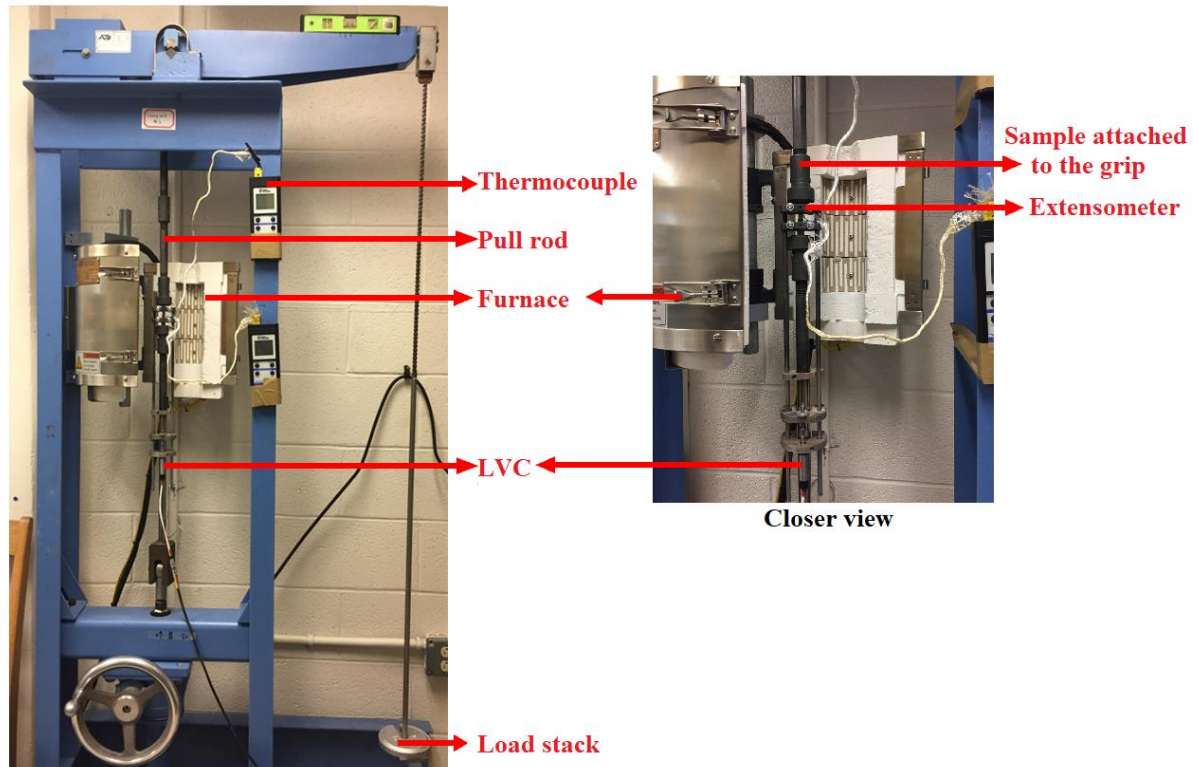 Thermocouple
Pull rod
Furnace
LVC
Load stack
Sample attached
to the grip
Extensometer
Closer view